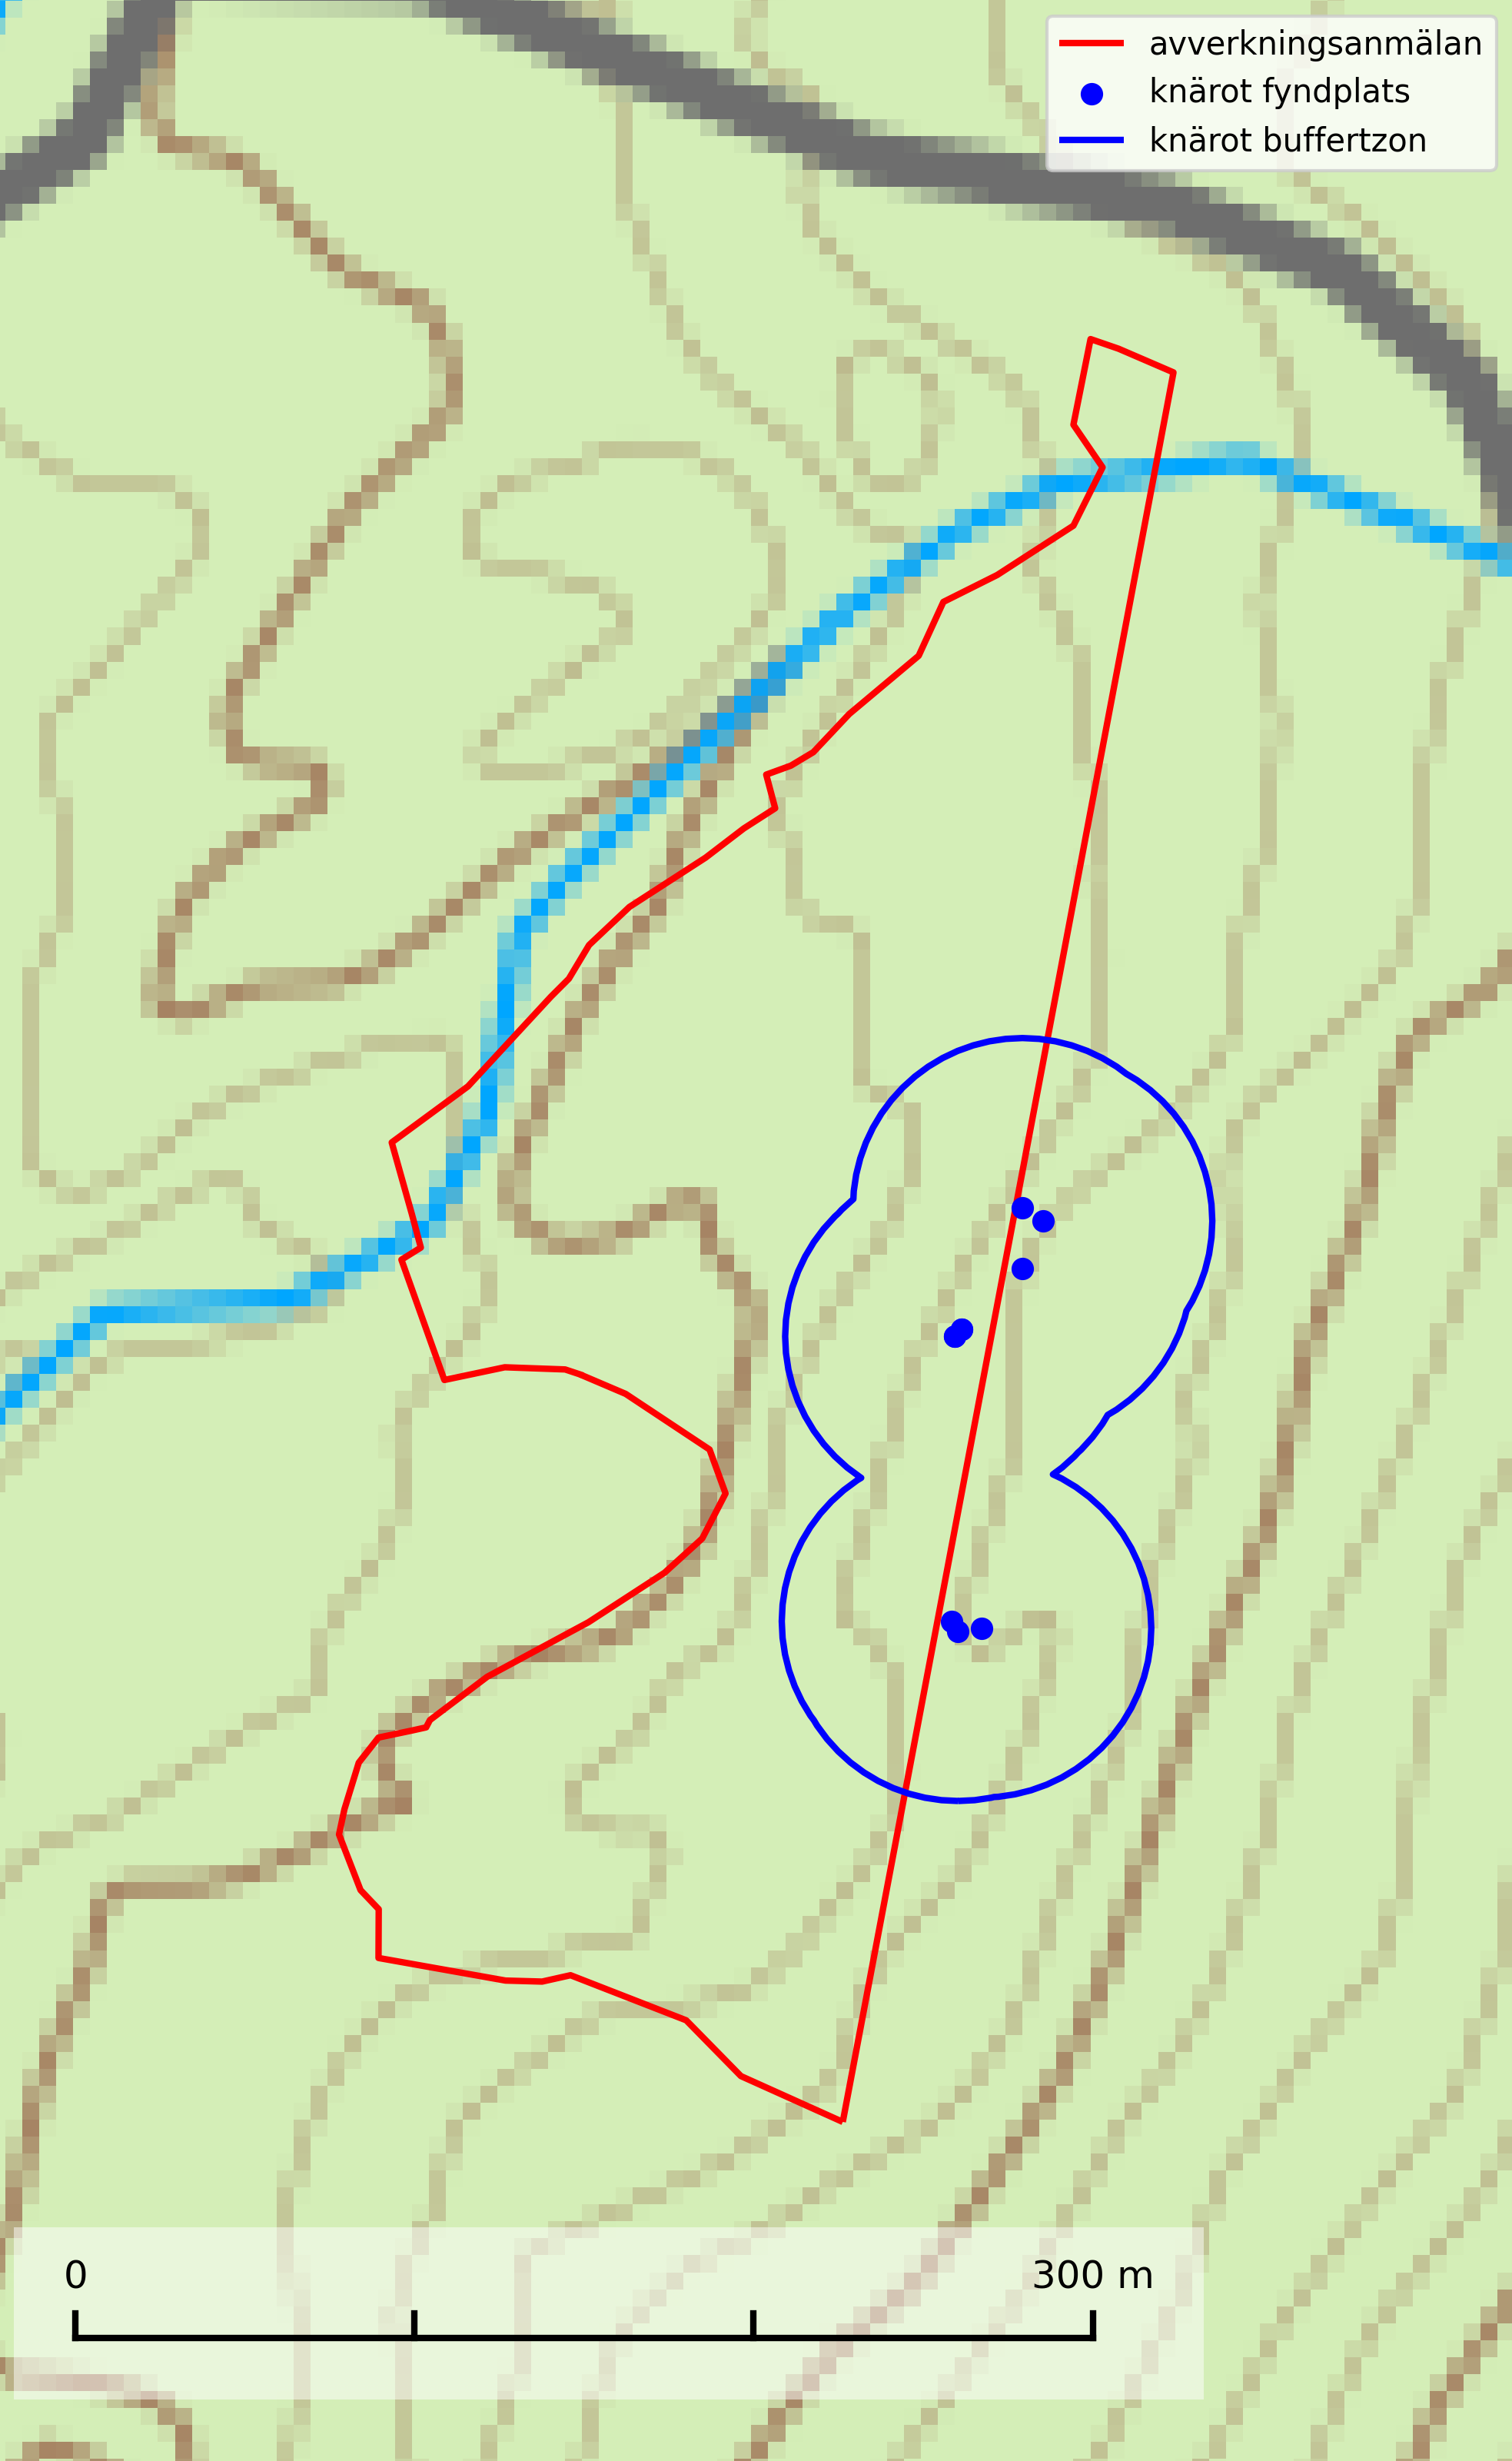 avverkningsanmälan
knärot fyndplats
knärot buffertzon
0 300 m